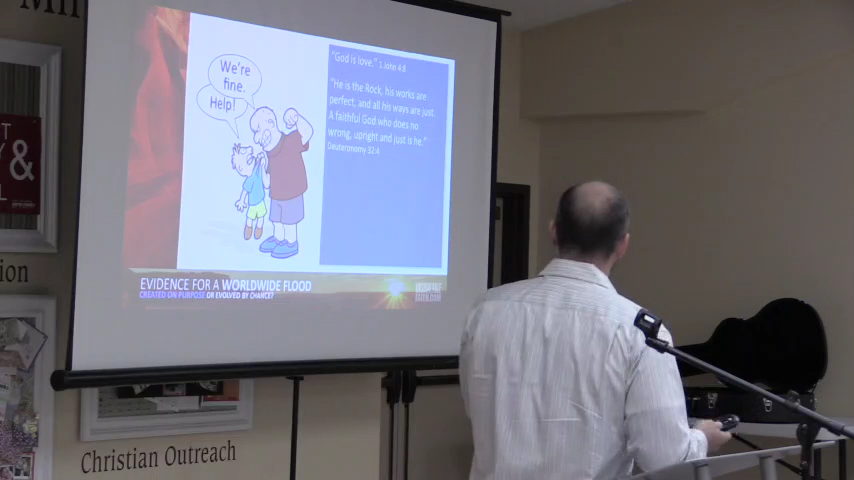 We're
fine.
Help!
"God is love." 1 John 4:8
"He is the Rock, his works are
perfect, and all his ways are just.
A faithful God who does no
wrong, upright and just is he."
Deuteronomy 32:4
EVIDENCE FOR A WORLDWIDE FLOOD
CREATED ON PURPOSE OR EVOLVED BY CHANCE?
&
ion
Christian Outreach